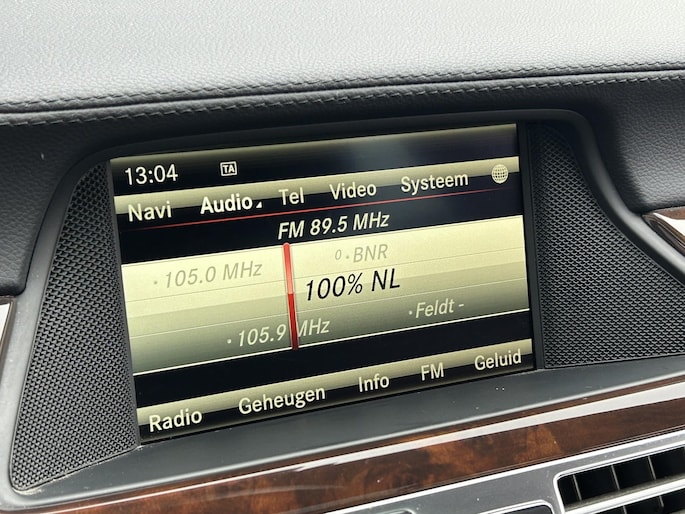 13:04 TA
Navi Audio Tel Video Systeem
FM 89.5 MHz
105.0 MHz 0 BNR
100% NL
105.9 MHz Feldt -
Radio Geheugen Info FM Geluid